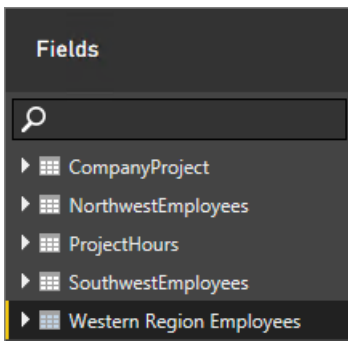 Fields
CompanyProject
NorthwestEmployees
ProjectHours
SouthwestEmployees
Western Region Employees